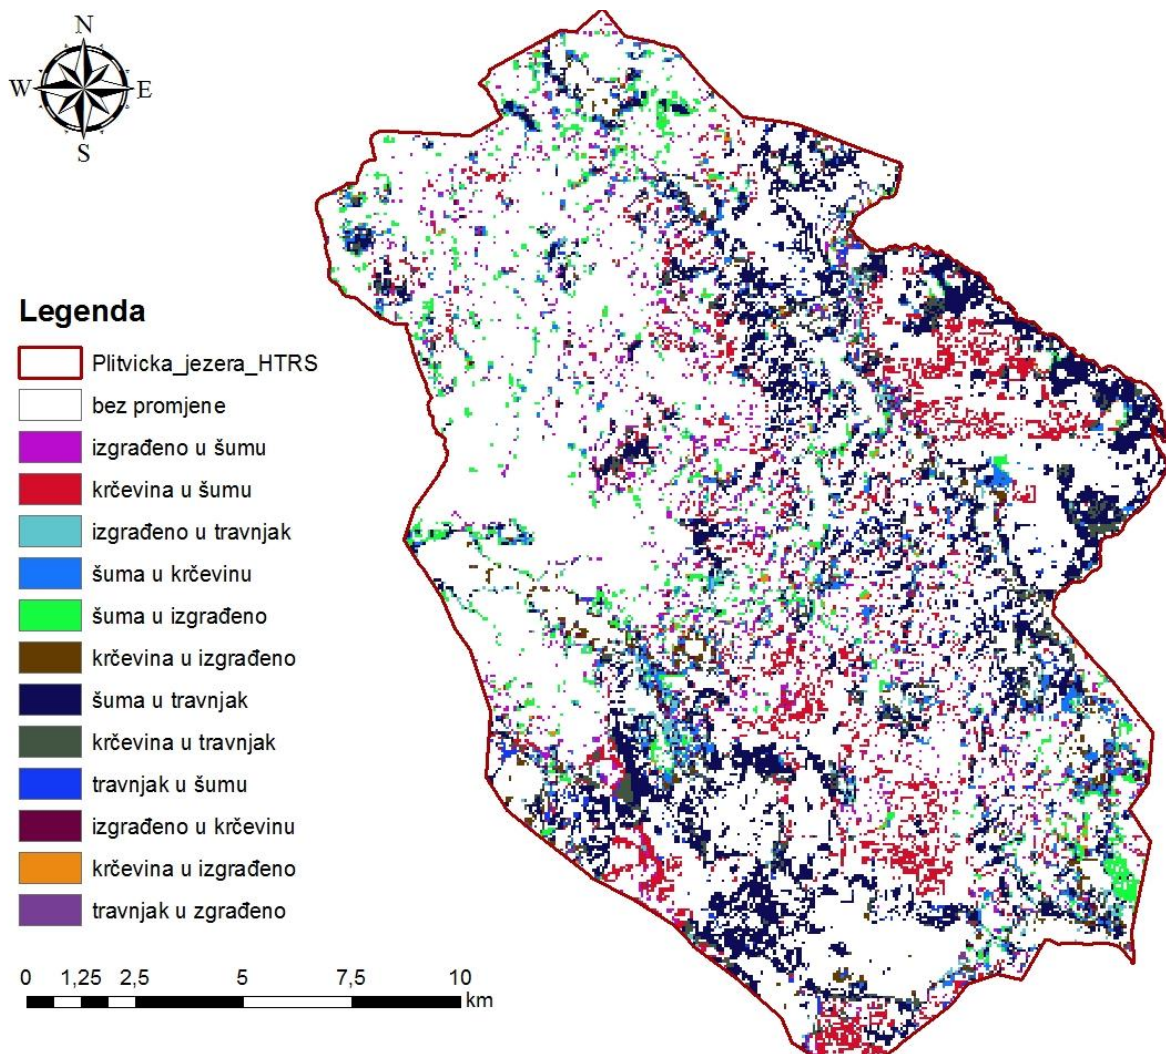 N
W E
S
Legenda
Plitvicka_jezera_HTRS
bez promjene
izgrađeno u šumu
krčevina u šumu
izgrađeno u travnjak
šuma u krčevinu
šuma u izgrađeno
krčevina u izgrađeno
šuma u travnjak
krčevina u travnjak
travnjak u šumu
izgrađeno u krčevinu
krčevina u izgrađeno
travnjak u zgrađeno
0 1,25 2,5 5 7,5 10
km